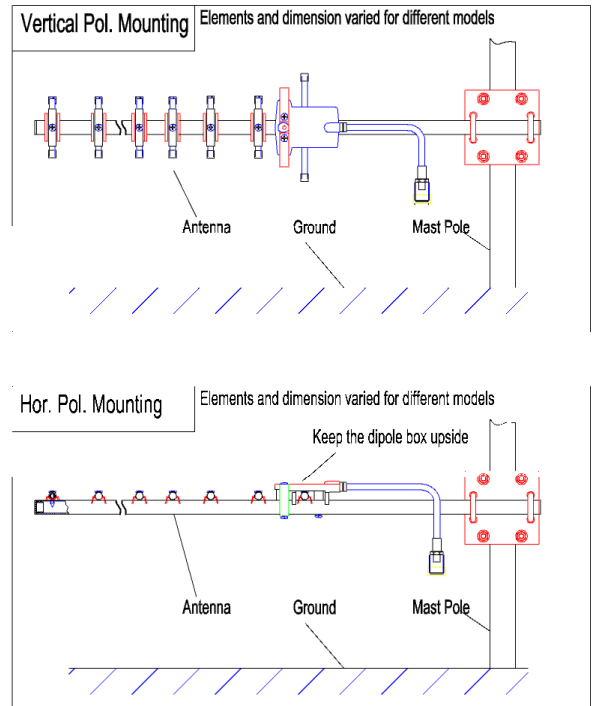 Vertical Pol. Mounting
Elements and dimension varied for different models
Antenna
Ground
Mast Pole
Hor. Pol. Mounting
Elements and dimension varied for different models
Keep the dipole box upside
Antenna
Ground
Mast Pole